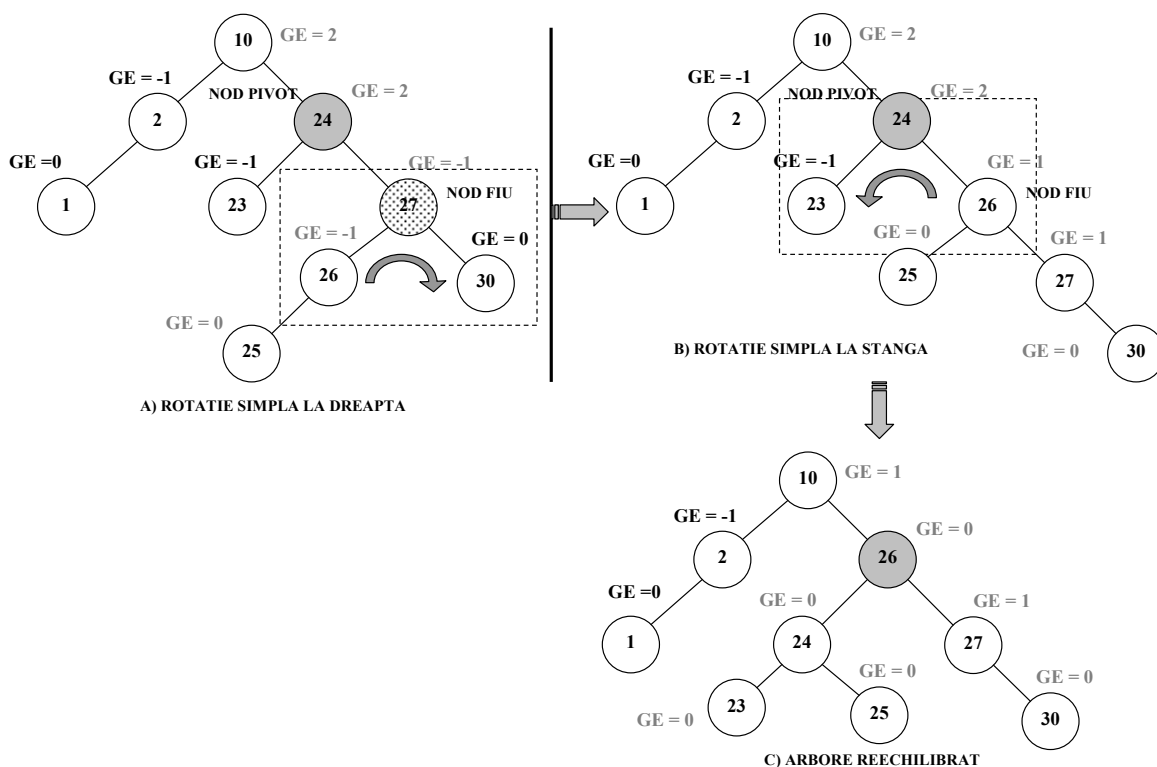 10
GE = 2
GE = -1
NOD PIVOT
GE = 2
2
24
GE =0
GE = -1
GE = -1
1
23
27
NOD FIU
GE = -1
GE = 0
26
30
GE = 0
25
A) ROTATIE SIMPLA LA DREAPTA
10
GE = 2
GE = -1
NOD PIVOT
GE = 2
2
24
GE =0
GE = -1
GE = 1
1
23
26
NOD FIU
GE = 0
GE = 1
25
27
GE = 0
30
B) ROTATIE SIMPLA LA STANGA
10
GE = 1
GE = -1
GE = 0
2
26
GE =0
GE = 0
GE = 1
1
24
27
GE = 0
GE = 0
23
25
30
GE = 0
C) ARBORE REECHILIBRAT